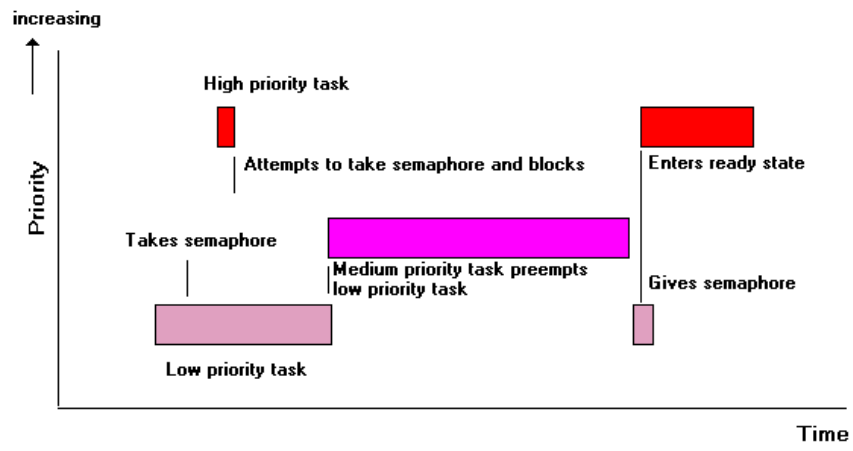 increasing
High priority task
Attempts to take semaphore and blocks
Enters ready state
Priority
Takes semaphore
Medium priority task preempts
low priority task
Gives semaphore
Low priority task
Time